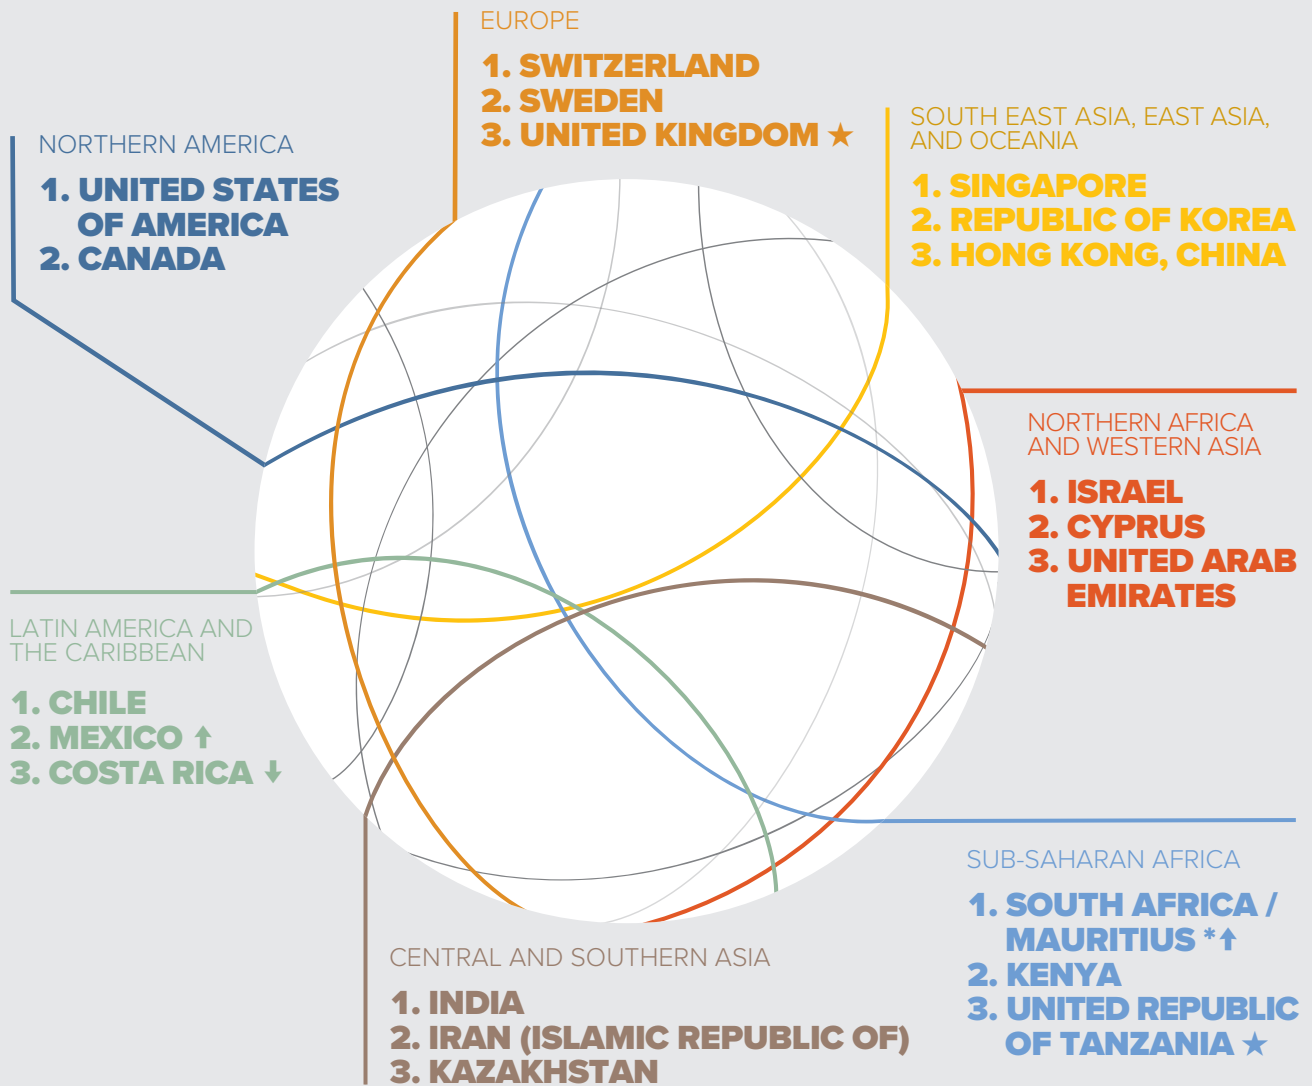 EUROPE
1. SWITZERLAND
2. SWEDEN
3. UNITED KINGDOM ★
NORTHERN AMERICA
1. UNITED STATES
OF AMERICA
2. CANADA
SOUTH EAST ASIA, EAST ASIA,
AND OCEANIA
1. SINGAPORE
2. REPUBLIC OF KOREA
3. HONG KONG, CHINA
NORTHERN AFRICA
AND WESTERN ASIA
1. ISRAEL
2. CYPRUS
3. UNITED ARAB
EMIRATES
LATIN AMERICA AND
THE CARIBBEAN
1. CHILE
2. MEXICO ↑
3. COSTA RICA ↓
SUB-SAHARAN AFRICA
1. SOUTH AFRICA /
MAURITIUS *↑
2. KENYA
3. UNITED REPUBLIC
OF TANZANIA ★
CENTRAL AND SOUTHERN ASIA
1. INDIA
2. IRAN (ISLAMIC REPUBLIC OF)
3. KAZAKHSTAN